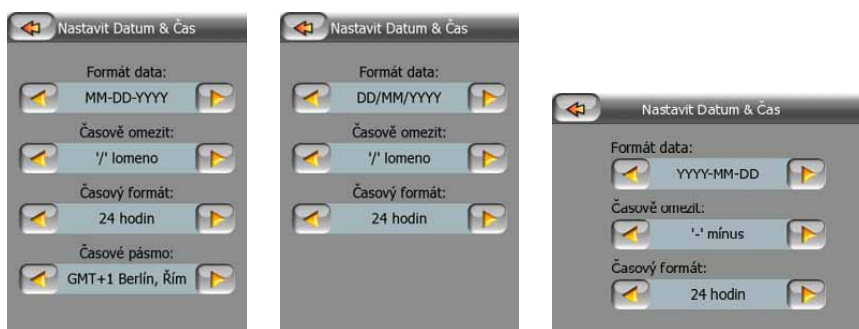 Nastavit Datum & Čas
Formát data:
MM-DD-YYYY
Časově omezit:
'/' lomeno
Časový formát:
24 hodin
Časové pásmo:
GMT+1 Berlín, Řím
Nastavit Datum & Čas
Formát data:
DD/MM/YYYY
Časově omezit:
'/' lomeno
Časový formát:
24 hodin
Nastavit Datum & Čas
Formát data:
YYYY-MM-DD
Časově omezit:
'-' mínus
Časový formát:
24 hodin